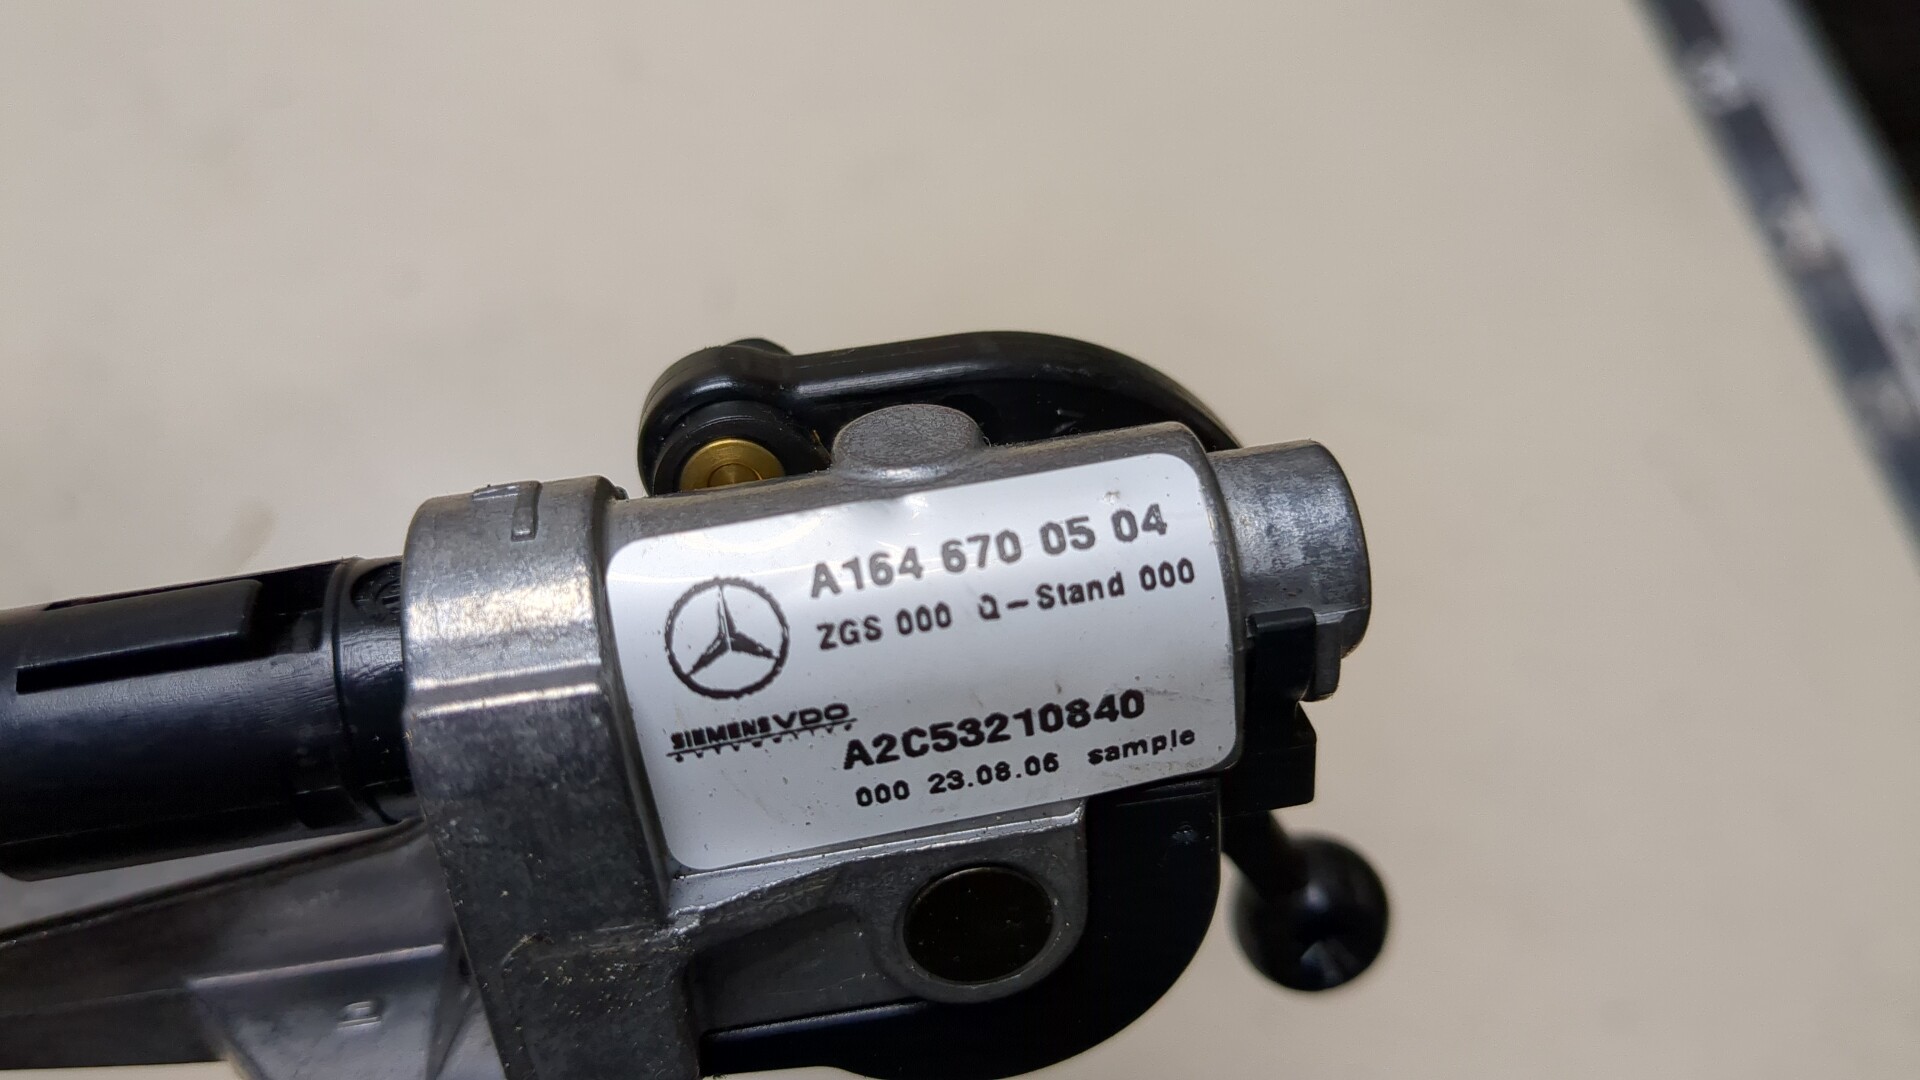 A164 670 05 04
ZGS 000 Q-Stand 000
SIEMENS VDO
A2C53210840
000 23.08.06 sample